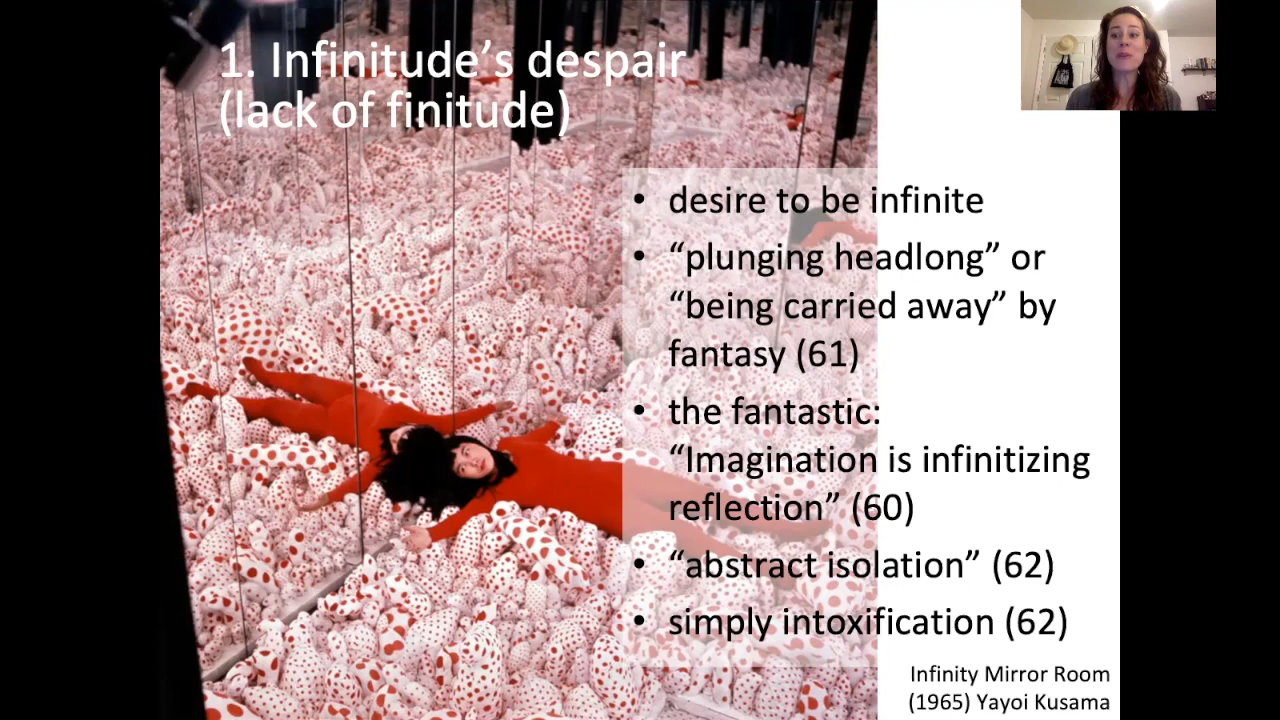 1. Infinitude’s despair
(lack of finitude)
• desire to be infinite
• “plunging headlong” or
“being carried away” by
fantasy (61)
• the fantastic:
“Imagination is infinitizing
reflection” (60)
• “abstract isolation” (62)
• simply intoxification (62)
Infinity Mirror Room
(1965) Yayoi Kusama